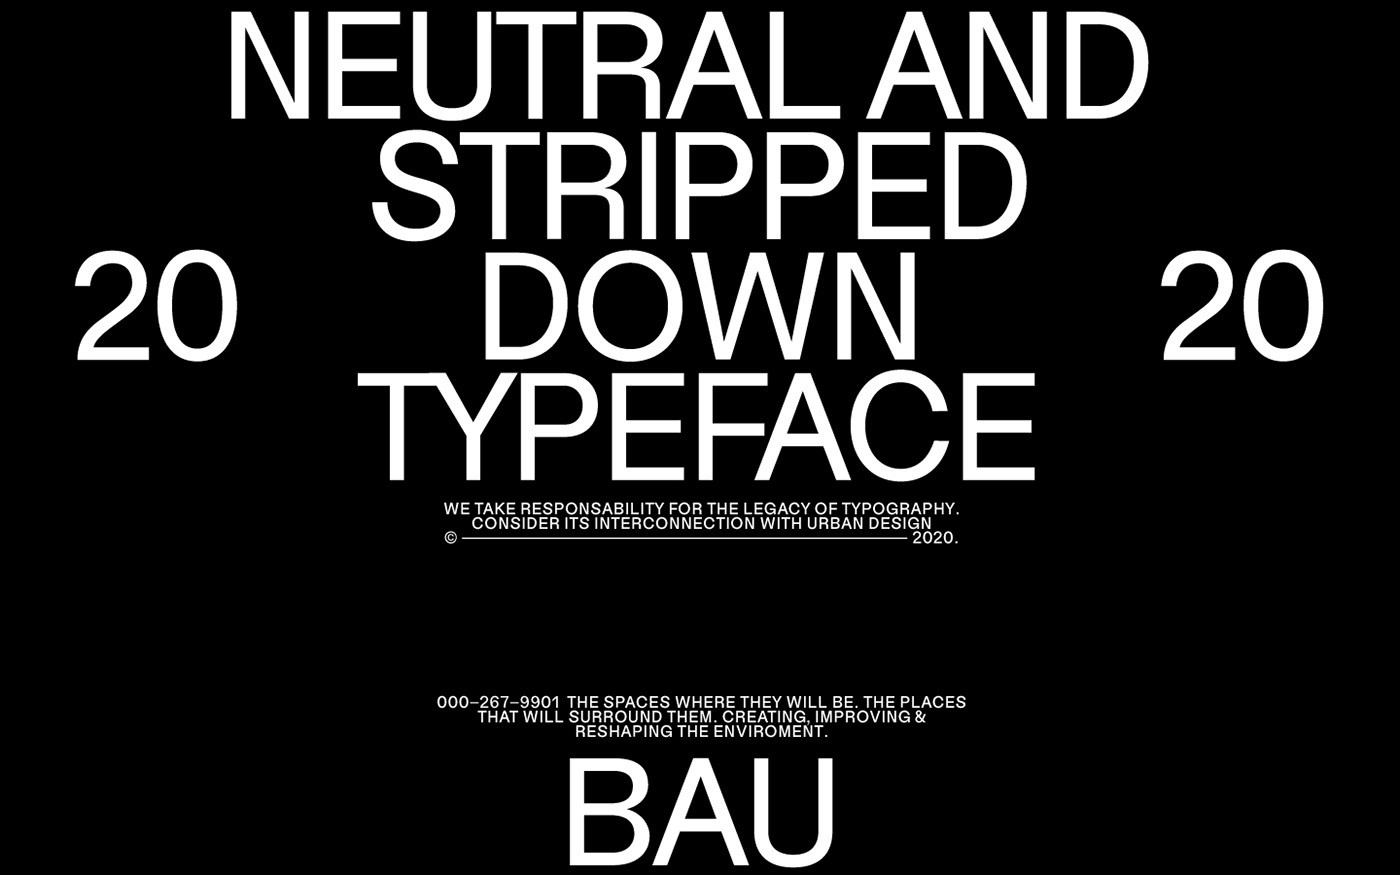 NEUTRAL AND
STRIPPED
20 DOWN 20
TYPEFACE
WE TAKE RESPONSABILITY FOR THE LEGACY OF TYPOGRAPHY.
CONSIDER ITS INTERCONNECTION WITH URBAN DESIGN
© 2020.
000–267–9901 THE SPACES WHERE THEY WILL BE. THE PLACES
THAT WILL SURROUND THEM. CREATING, IMPROVING &
RESHAPING THE ENVIROMENT.
BAU